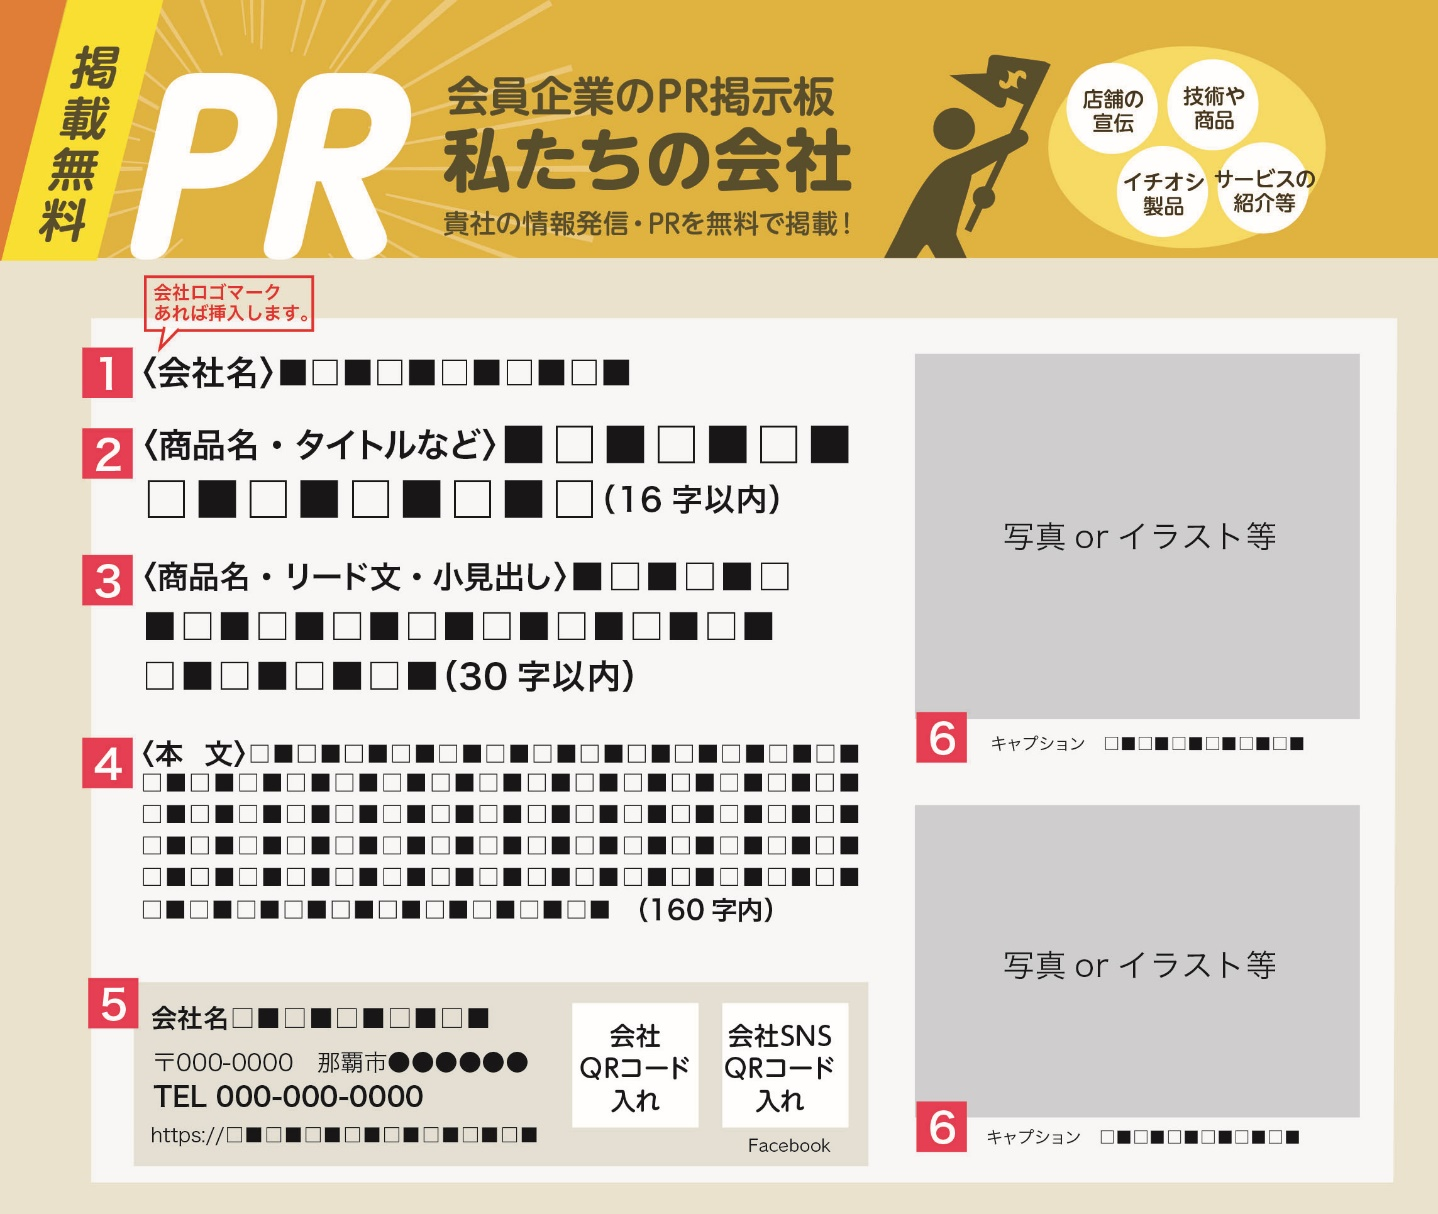 掲載無料
PR
会員企業のPR掲示板
私たちの会社
貴社の情報発信・PRを無料で掲載!
店舗の
宣伝
技術や
商品
イチオシ
製品
サービスの
紹介等
会社ロゴマーク
あれば挿入します。
1 〈会社名〉■□■□■□■□■□■
2 〈商品名・タイトルなど〉■□■□■□■
□■□■□■□■□(16字以内)
3 〈商品名・リード文・小見出し〉■□■□■□
■□■□■□■□■□■□■□■□■
□■□■□■□■(30字以内)
4 〈本 文〉□■□■□■□■□■□■□■□■□■□■□■□■□■
□■□■□■□■□■□■□■□■□■□■□■□■□■□■□■
□■□■□■□■□■□■□■□■□■□■□■□■□■□■□■
□■□■□■□■□■□■□■□■□■□■□■□■□■□■□■
□■□■□■□■□■□■□■□■□■□■□■□■□■□■□■
□■□■□■□■□■□■□■□■□■□■ (160字内)
5 会社名□■□■□■□■□■
〒000-0000 那覇市●●●●●●
TEL 000-000-0000
https://□■□■□■□■□■□■□■□■
会社
QRコード
入れ
会社SNS
QRコード
入れ
Facebook
写真 or イラスト等
6 キャプション □■□■□■□■□■□■
写真 or イラスト等
6 キャプション □■□■□■□■□■□■